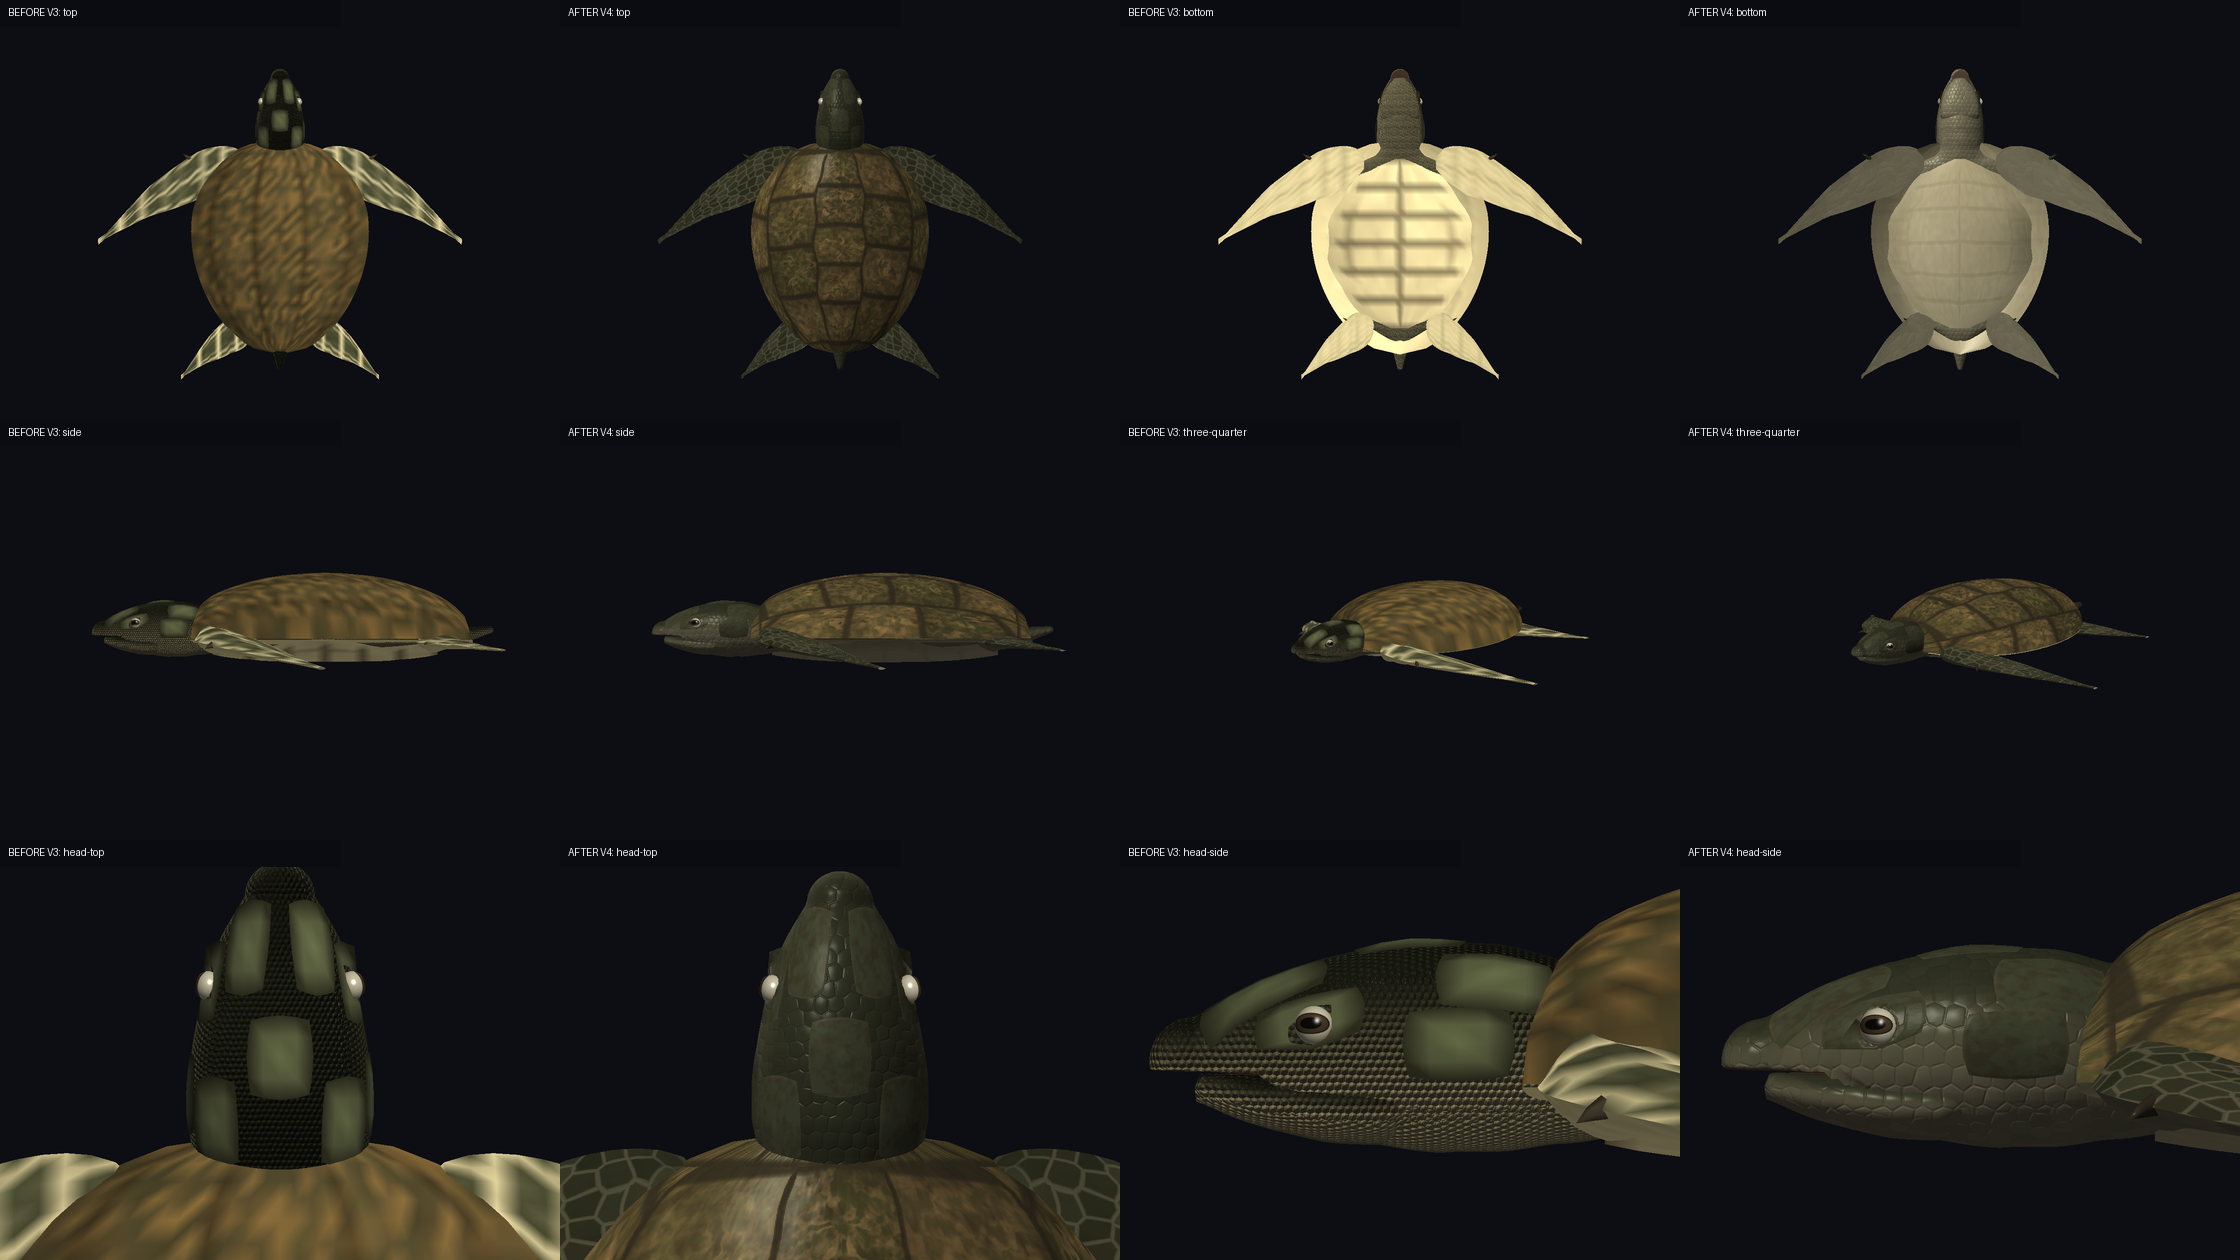 BEFORE V3: top
AFTER V4: top
BEFORE V3: bottom
AFTER V4: bottom
BEFORE V3: side
AFTER V4: side
BEFORE V3: three-quarter
AFTER V4: three-quarter
BEFORE V3: head-top
AFTER V4: head-top
BEFORE V3: head-side
AFTER V4: head-side